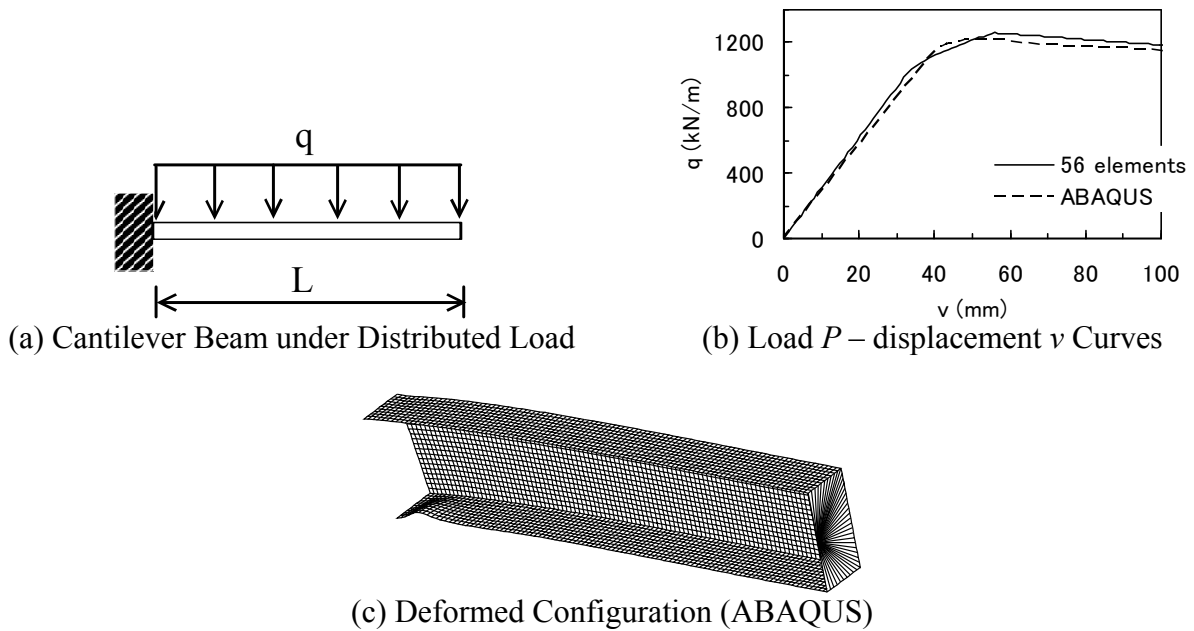 q
L
(a) Cantilever Beam under Distributed Load
1200
800
400
0
q (kN/m)
56 elements
ABAQUS
0 20 40 60 80 100
v (mm)
(b) Load P – displacement v Curves
(c) Deformed Configuration (ABAQUS)